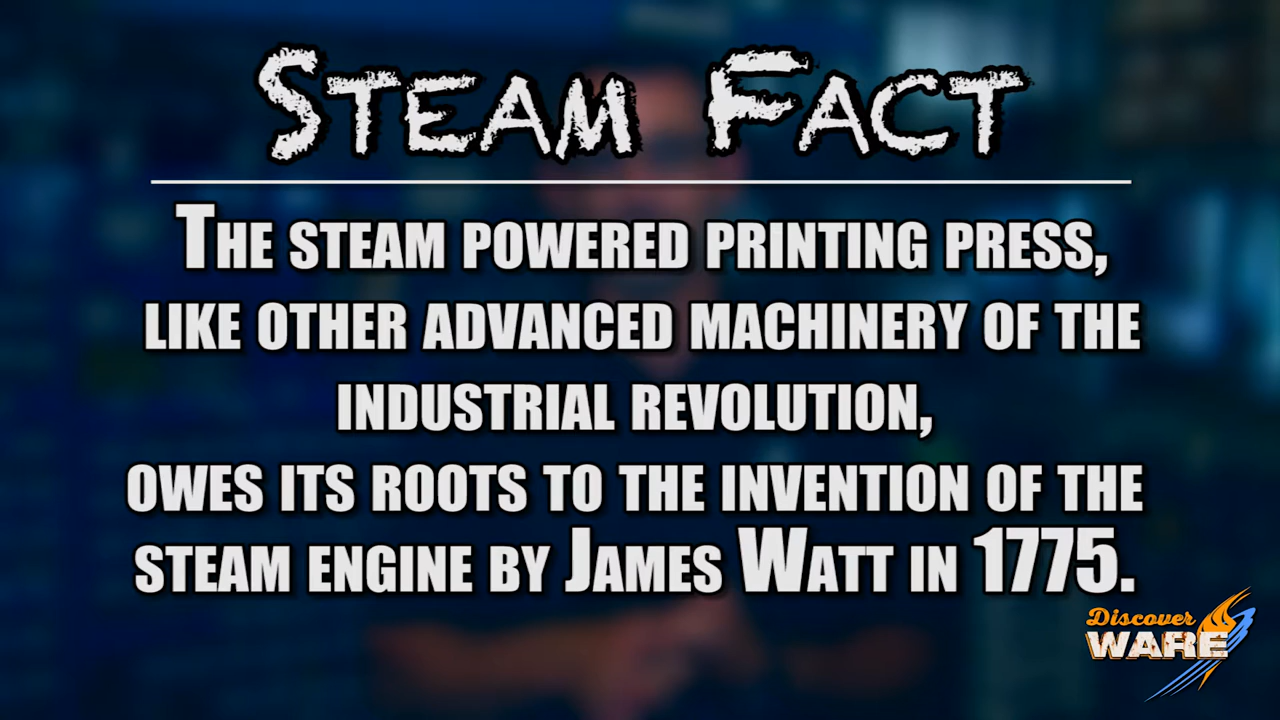 Steam Fact
The steam powered printing press,
like other advanced machinery of the
industrial revolution,
owes its roots to the invention of the
steam engine by James Watt in 1775.
Discover
WARE